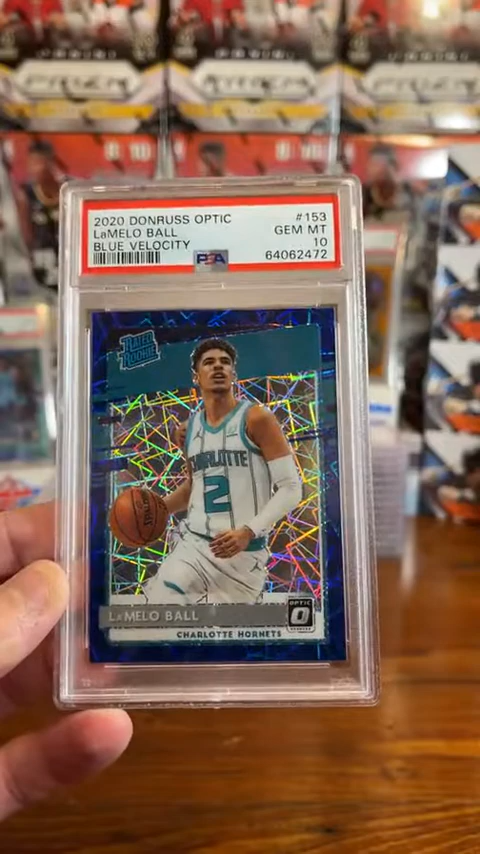 PRIZM
PRIZM
2020 DONRUSS OPTIC #153
LaMELO BALL GEM MT
BLUE VELOCITY 10
PSA 64062472
RATED
ROOKIE
CHARLOTTE
2
LaMELO BALL
OPTIC
CHARLOTTE HORNETS